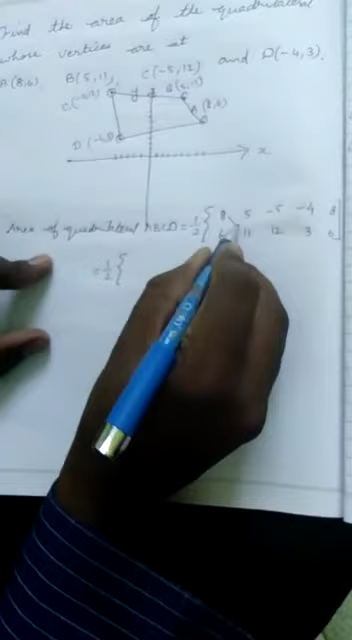 Find the area of the quadrilateral
whose vertices are at
A(8,6), B(5,11), C(-5,12) and D(-4,3).
y B(5,11)
C(-5,12)
A (8,6)
D(-4,3)
x
Area of quadrilateral ABCD = 1/2 { 8 5 -5 -4 8
6 11 12 3 6
= 1/2 {